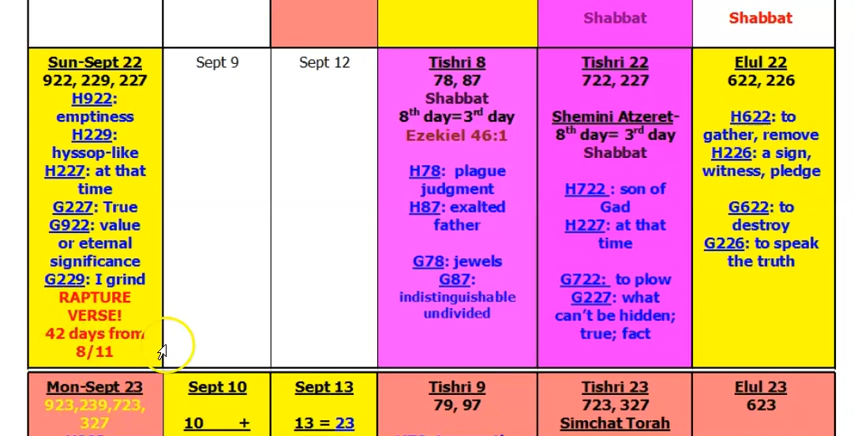 Shabbat
Shabbat
Sun-Sept 22
922, 229, 227
H922:
emptiness
H229:
hyssop-like
H227: at that
time
G227: True
G922: value
or eternal
significance
G229: I grind
RAPTURE
VERSE!
42 days from
8/11
Sept 9
Sept 12
Tishri 8
78, 87
Shabbat
8th day=3rd day
Ezekiel 46:1
H78: plague
judgment
H87: exalted
father
G78: jewels
G87:
indistinguishable
undivided
Tishri 22
722, 227
Shemini Atzeret-
8th day= 3rd day
Shabbat
H722 : son of
Gad
H227: at that
time
G722: to plow
G227: what
can't be hidden;
true; fact
Elul 22
622, 226
H622: to
gather, remove
H226: a sign,
witness, pledge
G622: to
destroy
G226: to speak
the truth
Mon-Sept 23
923,239,723,
327
Sept 10
10 +
Sept 13
13 = 23
Tishri 9
79, 97
Tishri 23
723, 327
Simchat Torah
Elul 23
623